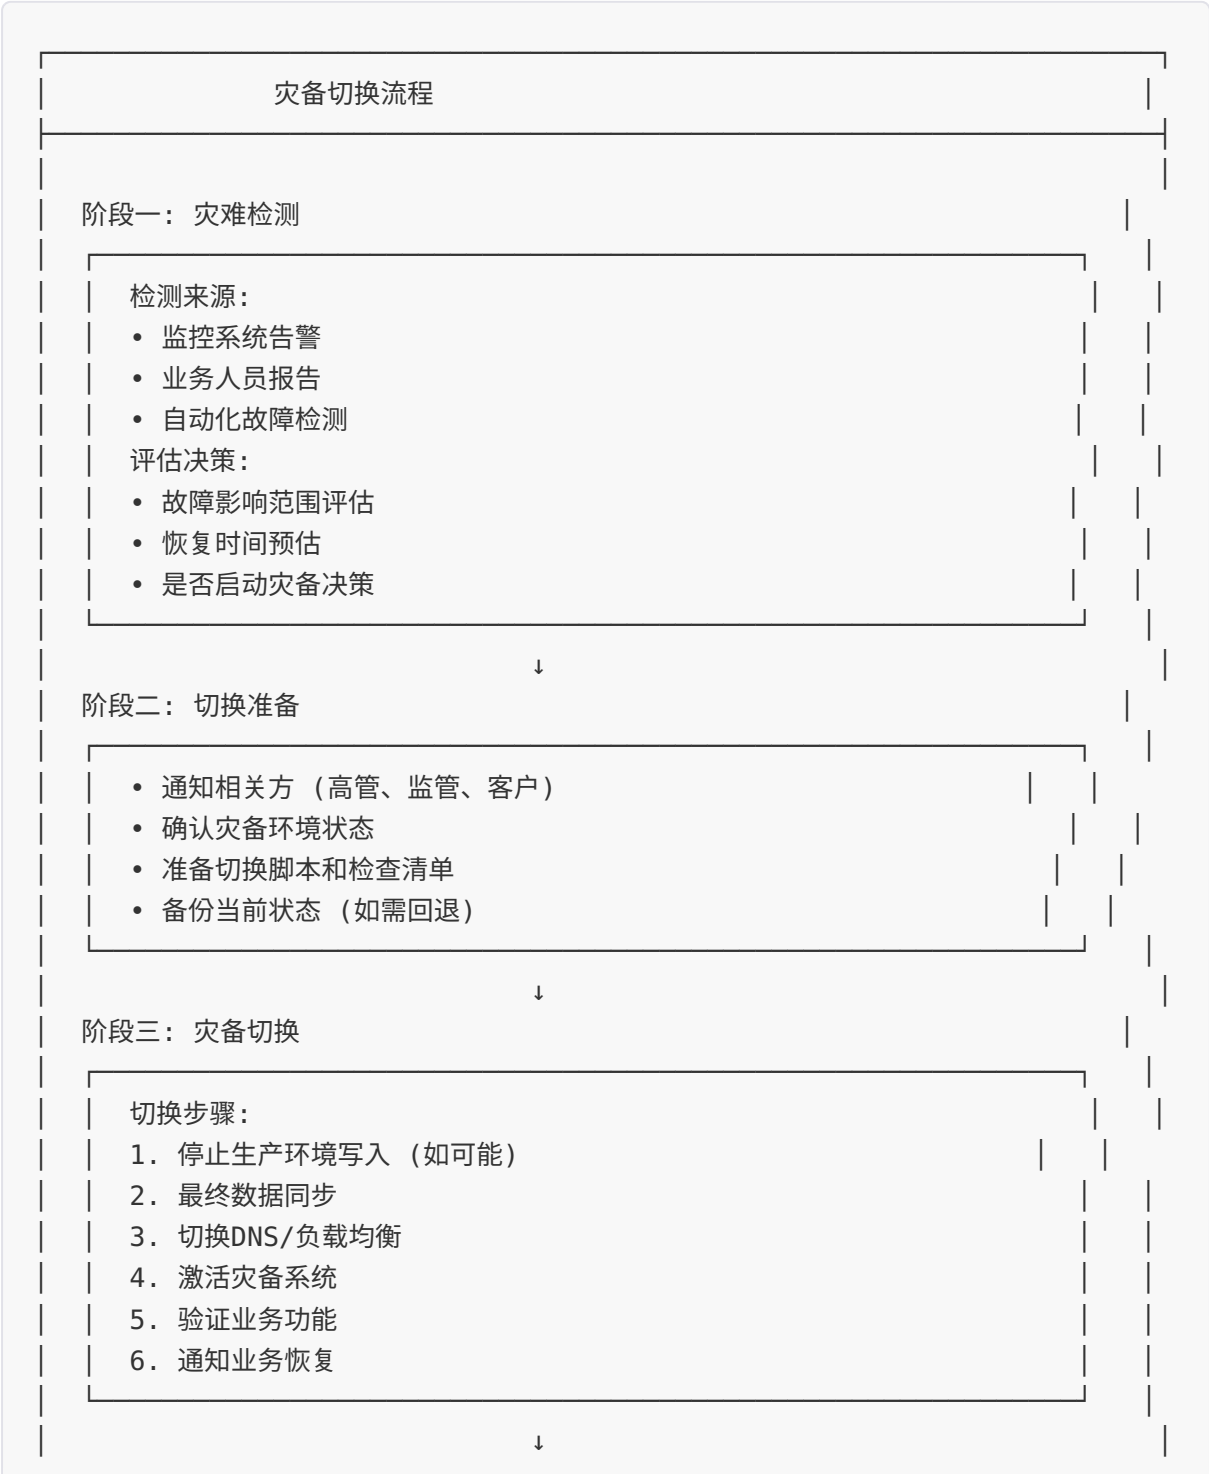 灾备切换流程
阶段一: 灾难检测
检测来源:
• 监控系统告警
• 业务人员报告
• 自动化故障检测
评估决策:
• 故障影响范围评估
• 恢复时间预估
• 是否启动灾备决策
↓
阶段二: 切换准备
• 通知相关方 (高管、监管、客户)
• 确认灾备环境状态
• 准备切换脚本和检查清单
• 备份当前状态 (如需回退)
↓
阶段三: 灾备切换
切换步骤:
1. 停止生产环境写入 (如可能)
2. 最终数据同步
3. 切换DNS/负载均衡
4. 激活灾备系统
5. 验证业务功能
6. 通知业务恢复
↓